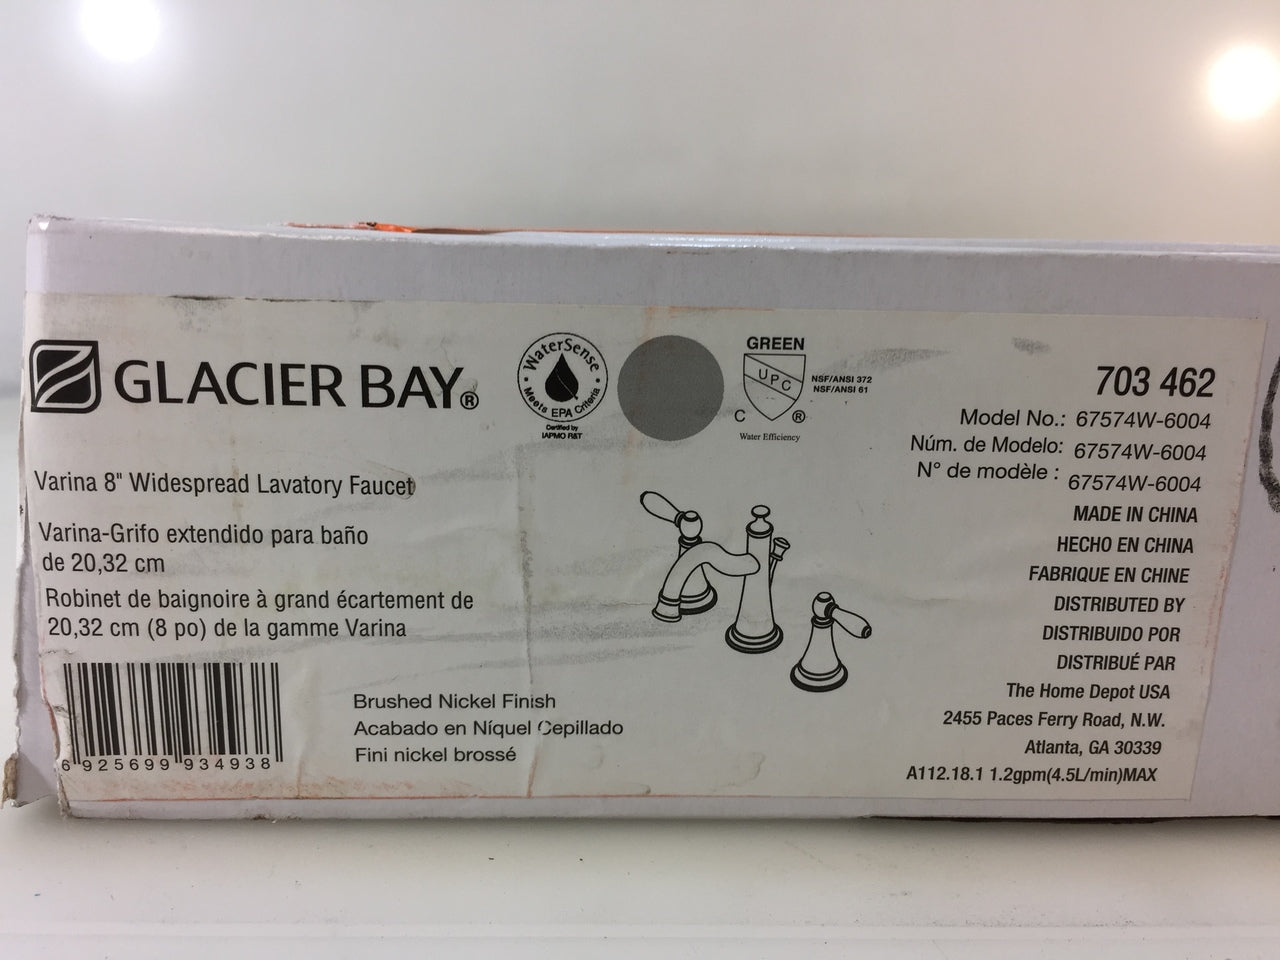 GLACIER BAY®
WaterSense
Meets EPA Criteria
Certified by
IAPMO R&T
GREEN
UPC
C ®
Water Efficiency
NSF/ANSI 372
NSF/ANSI 61
703 462
Model No.: 67574W-6004
Núm. de Modelo: 67574W-6004
N° de modèle : 67574W-6004
Varina 8" Widespread Lavatory Faucet
Varina-Grifo extendido para baño
de 20,32 cm
Robinet de baignoire à grand écartement de
20,32 cm (8 po) de la gamme Varina
6 925699 934938
Brushed Nickel Finish
Acabado en Níquel Cepillado
Fini nickel brossé
MADE IN CHINA
HECHO EN CHINA
FABRIQUE EN CHINE
DISTRIBUTED BY
DISTRIBUIDO POR
DISTRIBUÉ PAR
The Home Depot USA
2455 Paces Ferry Road, N.W.
Atlanta, GA 30339
A112.18.1 1.2gpm(4.5L/min)MAX